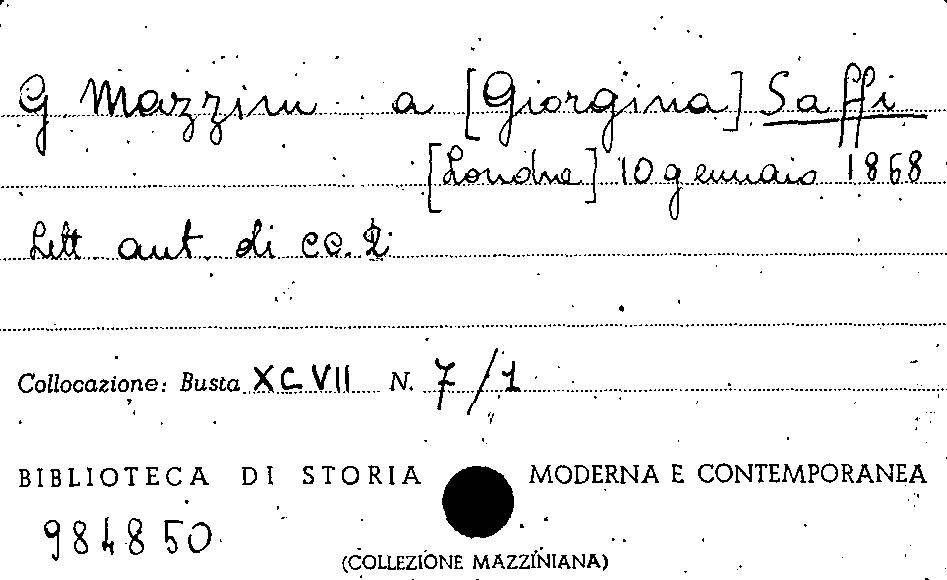 G. Mazzini a [Giorgina] Saffi
[Londra] 10 gennaio 1868
Lett. aut. di cc. 2
Collocazione: Busta XCVII N. 7/1
BIBLIOTECA DI STORIA MODERNA E CONTEMPORANEA
984850
(COLLEZIONE MAZZINIANA)